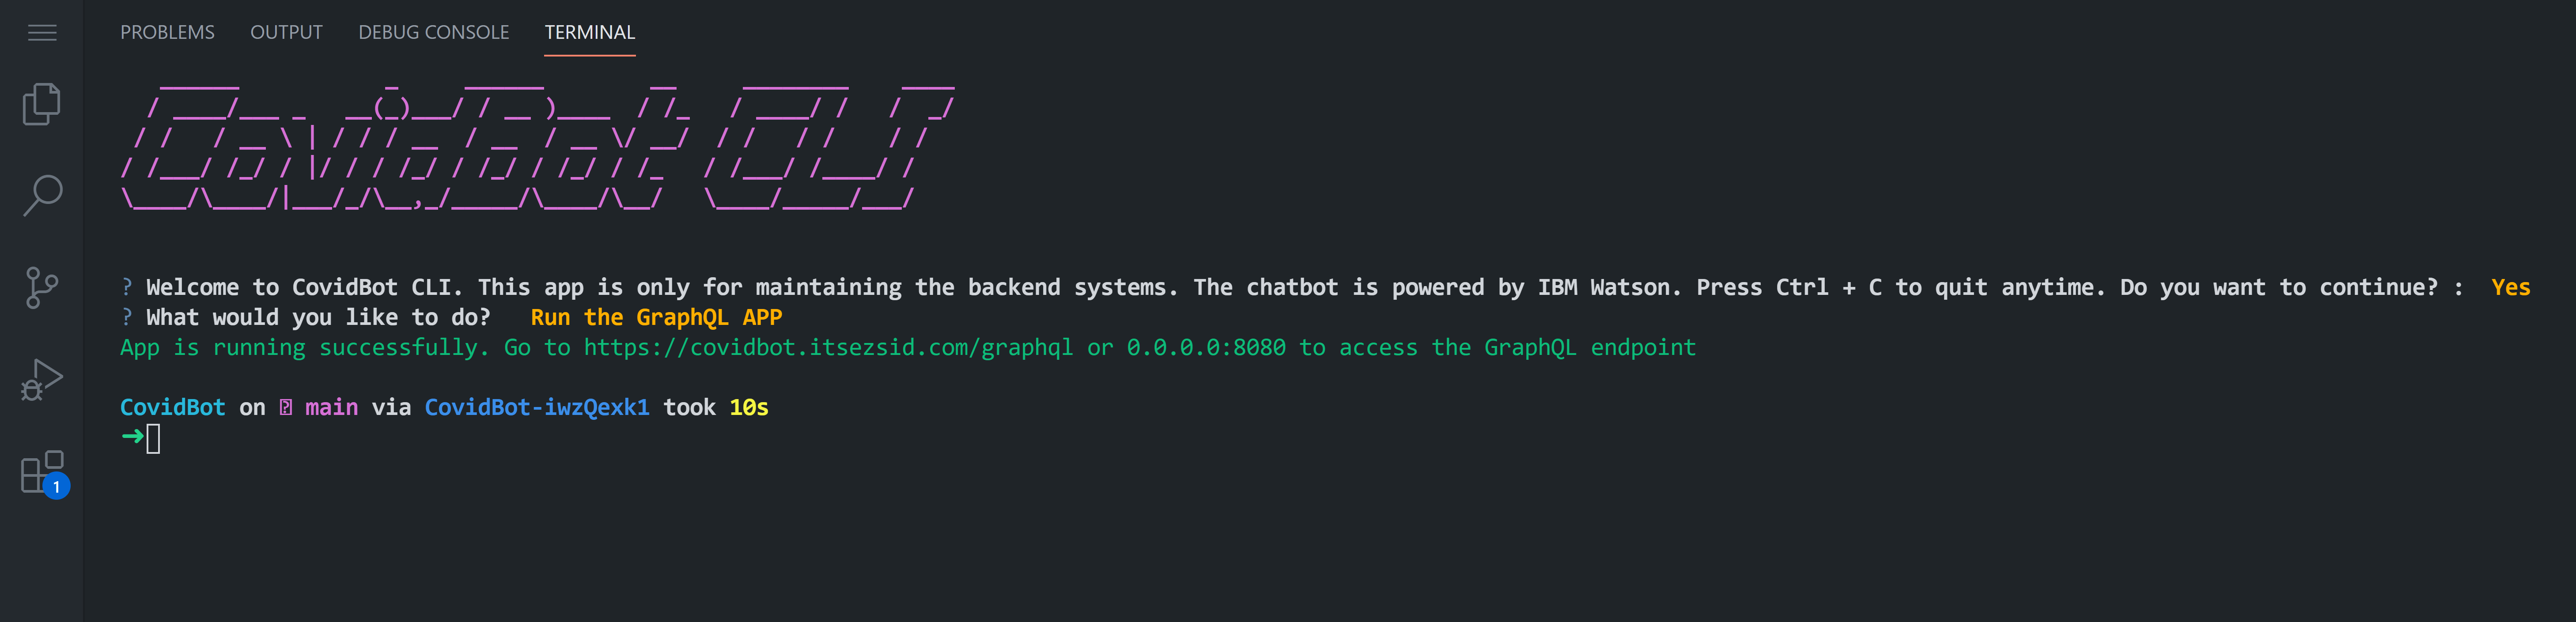 PROBLEMS OUTPUT DEBUG CONSOLE TERMINAL
CovidBot CLI
? Welcome to CovidBot CLI. This app is only for maintaining the backend systems. The chatbot is powered by IBM Watson. Press Ctrl + C to quit anytime. Do you want to continue? : Yes
? What would you like to do? Run the GraphQL APP
App is running successfully. Go to https://covidbot.itsezsid.com/graphql or 0.0.0.0:8080 to access the GraphQL endpoint
CovidBot on main via CovidBot-iwzQexk1 took 10s
➜
1